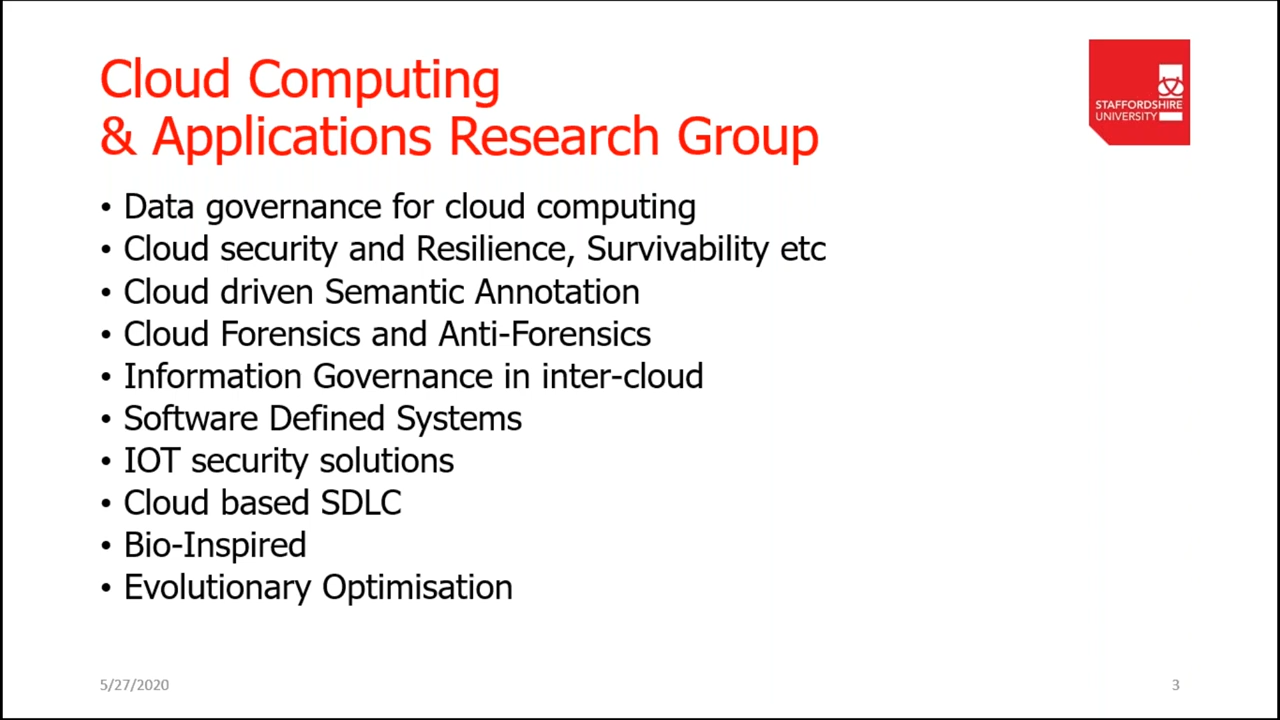 Cloud Computing
& Applications Research Group
STAFFORDSHIRE
UNIVERSITY
• Data governance for cloud computing
• Cloud security and Resilience, Survivability etc
• Cloud driven Semantic Annotation
• Cloud Forensics and Anti-Forensics
• Information Governance in inter-cloud
• Software Defined Systems
• IOT security solutions
• Cloud based SDLC
• Bio-Inspired
• Evolutionary Optimisation
5/27/2020
3